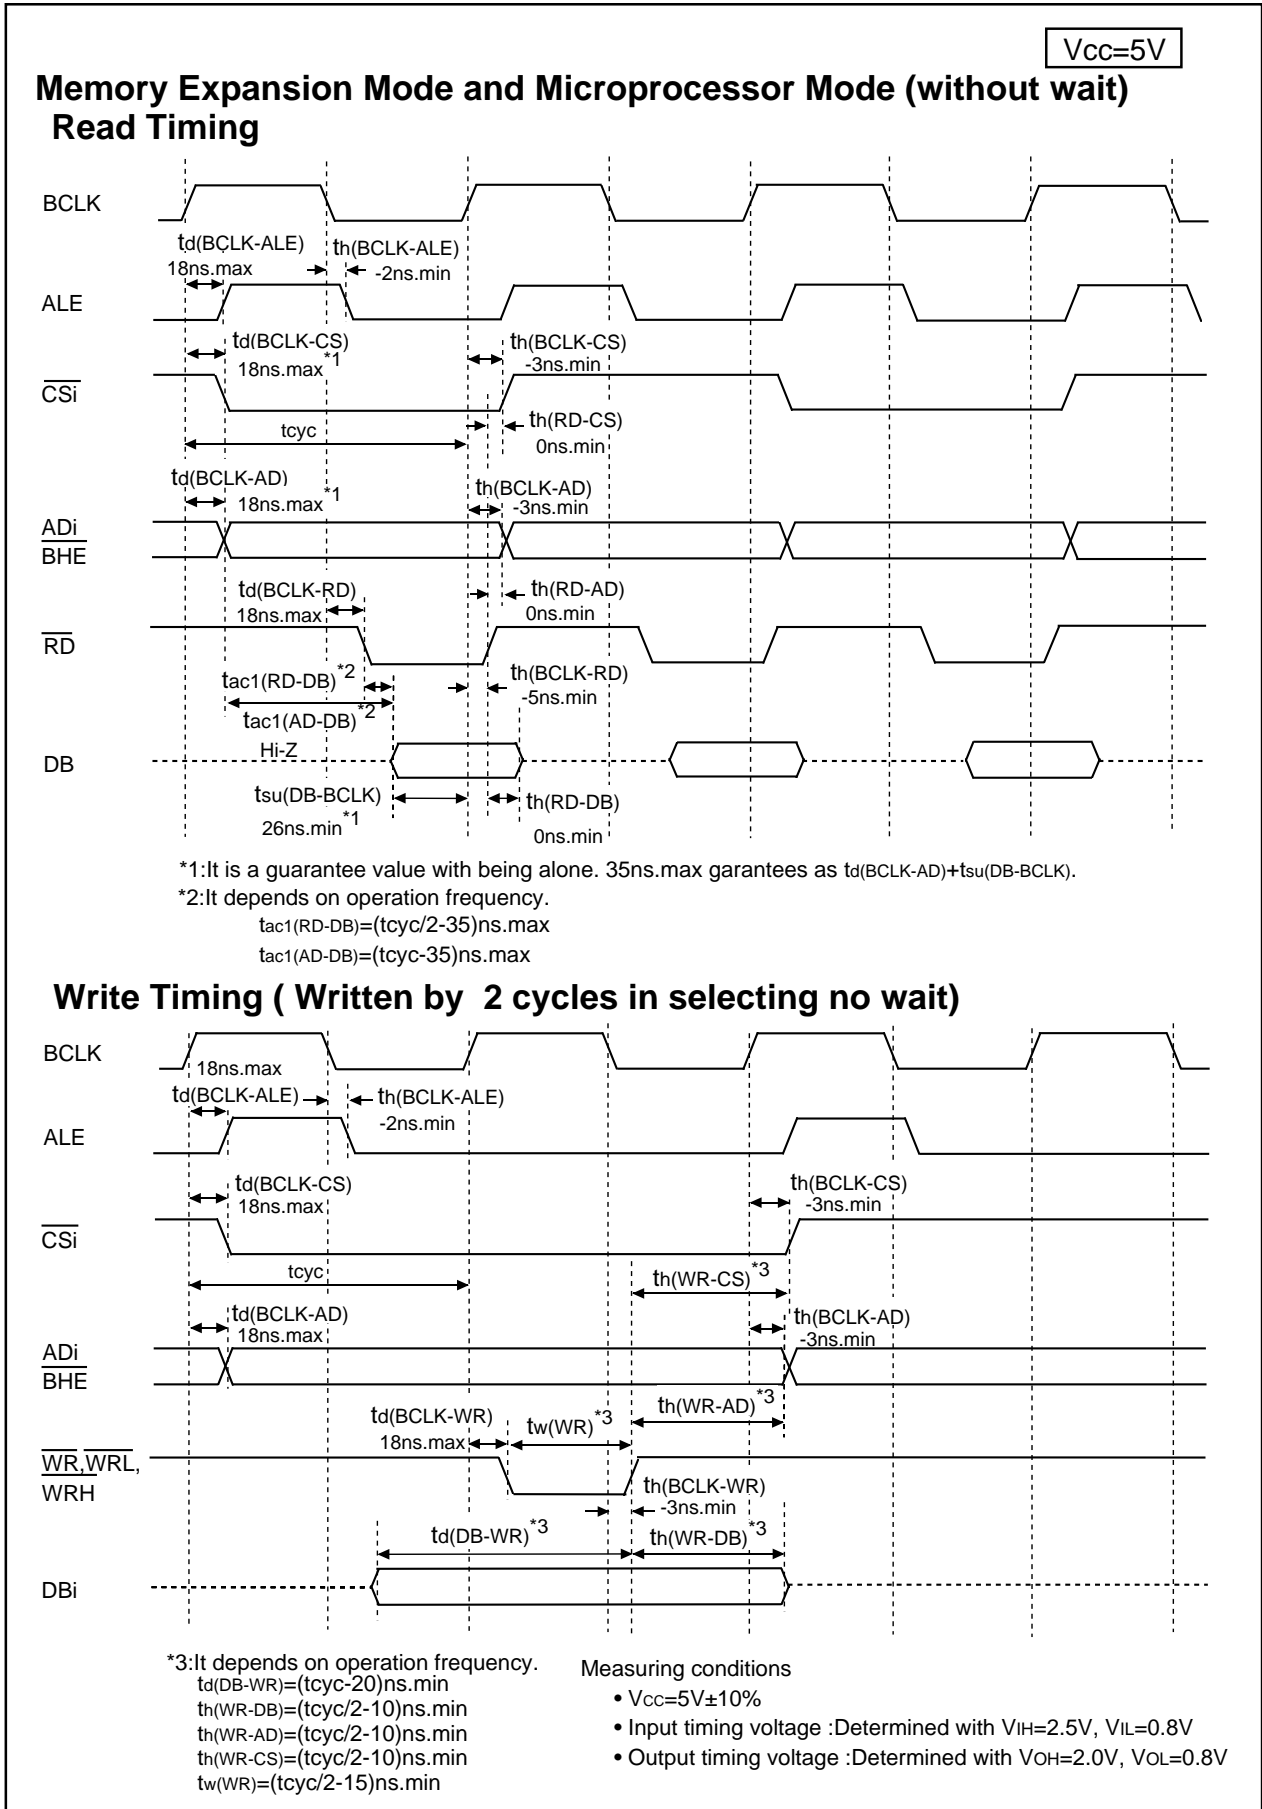 Vcc=5V
Memory Expansion Mode and Microprocessor Mode (without wait)
Read Timing
BCLK
td(BCLK-ALE)
18ns.max
th(BCLK-ALE)
-2ns.min
ALE
td(BCLK-CS)
18ns.max*1
th(BCLK-CS)
-3ns.min
CSi
tcyc
th(RD-CS)
0ns.min
td(BCLK-AD)
18ns.max*1
th(BCLK-AD)
-3ns.min
ADi
BHE
td(BCLK-RD)
18ns.max
th(RD-AD)
0ns.min
RD
tac1(RD-DB)*2
th(BCLK-RD)
-5ns.min
tac1(AD-DB)*2
Hi-Z
DB
tsu(DB-BCLK)
26ns.min*1
th(RD-DB)
0ns.min
*1:It is a guarantee value with being alone. 35ns.max garantees as td(BCLK-AD)+tsu(DB-BCLK).
*2:It depends on operation frequency.
tac1(RD-DB)=(tcyc/2-35)ns.max
tac1(AD-DB)=(tcyc-35)ns.max
Write Timing ( Written by 2 cycles in selecting no wait)
BCLK
18ns.max
td(BCLK-ALE)
th(BCLK-ALE)
-2ns.min
ALE
td(BCLK-CS)
18ns.max
th(BCLK-CS)
-3ns.min
CSi
tcyc
th(WR-CS)*3
td(BCLK-AD)
18ns.max
th(BCLK-AD)
-3ns.min
ADi
BHE
td(BCLK-WR)
18ns.max
tw(WR)*3
th(WR-AD)*3
WR,WRL,
WRH
th(BCLK-WR)
-3ns.min
td(DB-WR)*3
th(WR-DB)*3
DBi
*3:It depends on operation frequency.
td(DB-WR)=(tcyc-20)ns.min
th(WR-DB)=(tcyc/2-10)ns.min
th(WR-AD)=(tcyc/2-10)ns.min
th(WR-CS)=(tcyc/2-10)ns.min
tw(WR)=(tcyc/2-15)ns.min
Measuring conditions
• VCC=5V±10%
• Input timing voltage :Determined with VIH=2.5V, VIL=0.8V
• Output timing voltage :Determined with VOH=2.0V, VOL=0.8V